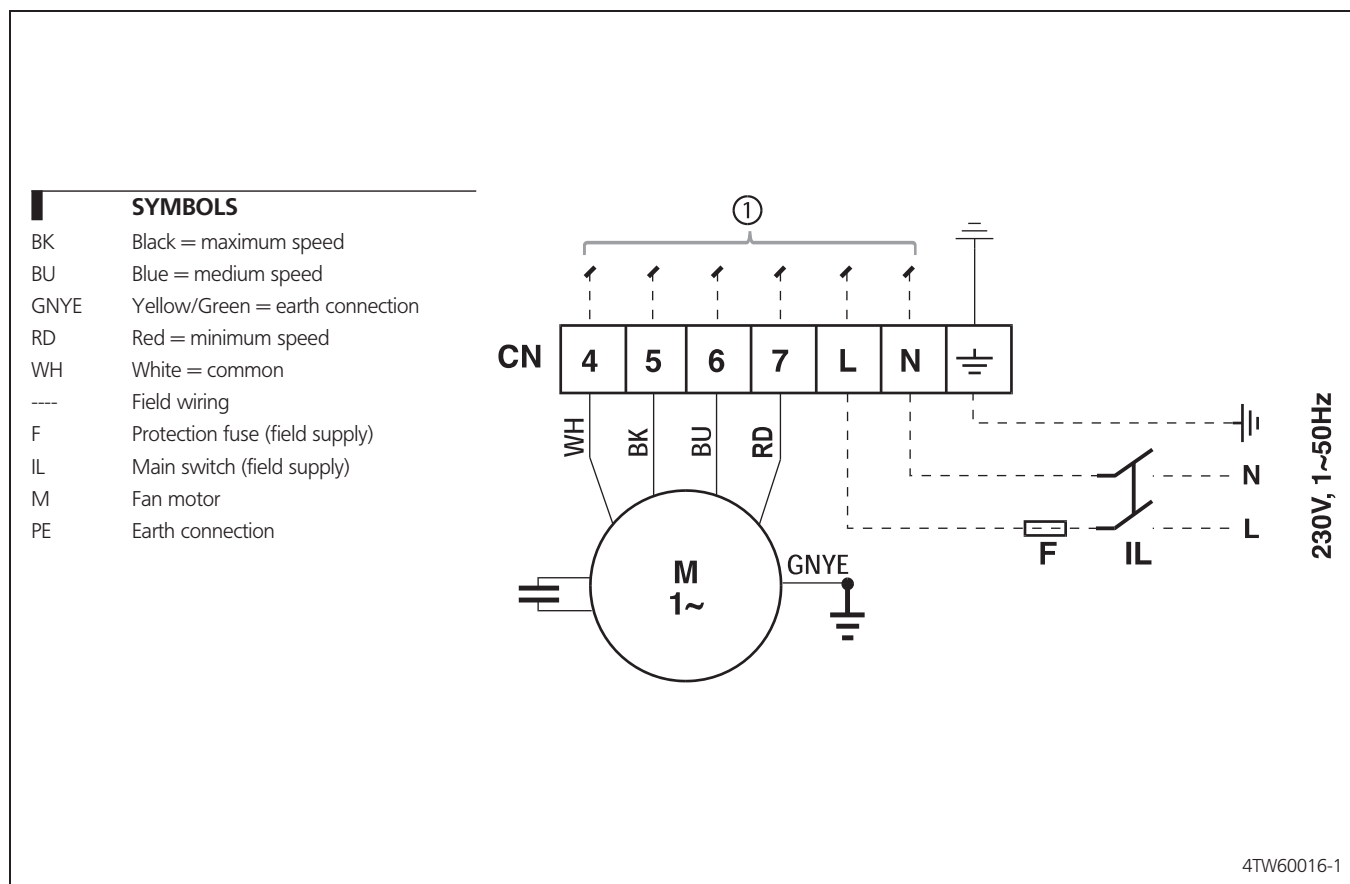 SYMBOLS
BK Black = maximum speed
BU Blue = medium speed
GNYE Yellow/Green = earth connection
RD Red = minimum speed
WH White = common
---- Field wiring
F Protection fuse (field supply)
IL Main switch (field supply)
M Fan motor
PE Earth connection
①
CN 4 5 6 7 L N
WH BK BU RD
N
L
F IL
230V, 1~50Hz
M
1~
GNYE
4TW60016-1